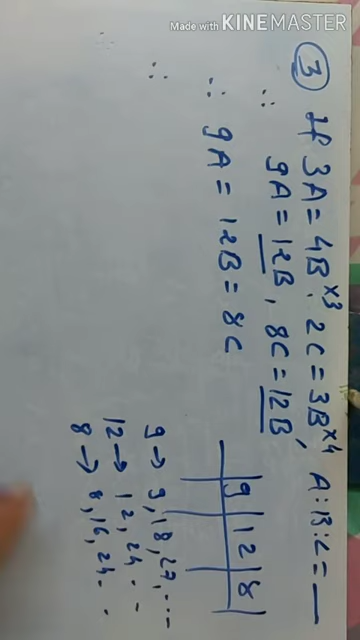 Made with KINEMASTER
③ If 3A = 4B ×3, 2C = 3B ×4, A:B:C = __
∴ 9A = 12B, 8C = 12B
∴ 9A = 12B = 8C
∴
9 | 12 | 8
9 → 9, 18, 27, ...
12 → 12, 24 - -
8 → 8, 16, 24 - -